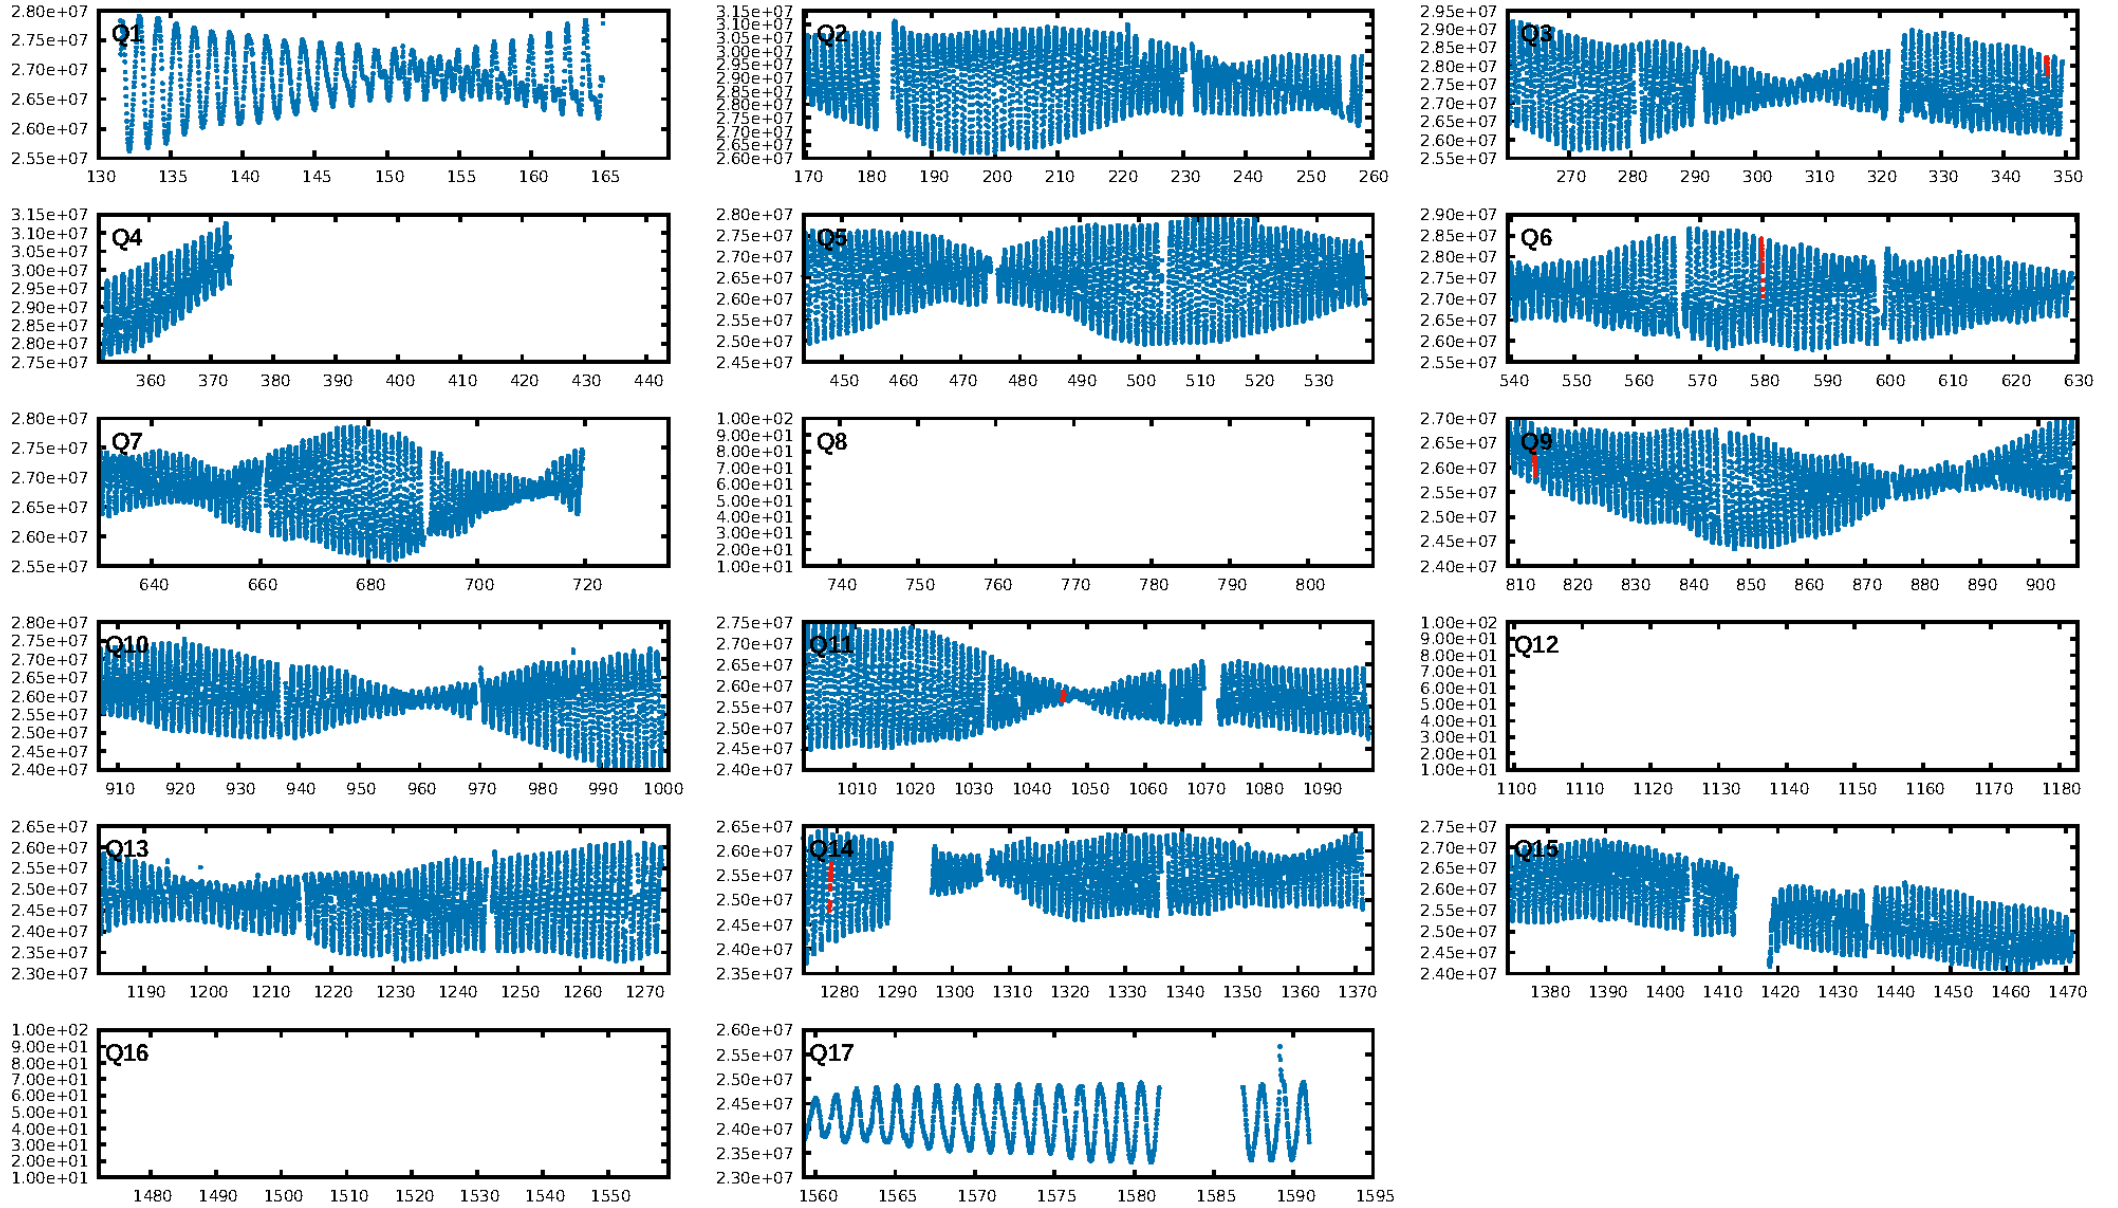 2.80e+07 2.75e+07 2.70e+07 2.65e+07 2.60e+07 2.55e+07
Q1
130 135 140 145 150 155 160 165
3.15e+07 3.10e+07 3.05e+07 3.00e+07 2.95e+07 2.90e+07 2.85e+07 2.80e+07 2.75e+07 2.70e+07 2.65e+07 2.60e+07
Q2
170 180 190 200 210 220 230 240 250 260
2.95e+07 2.90e+07 2.85e+07 2.80e+07 2.75e+07 2.70e+07 2.65e+07 2.60e+07 2.55e+07
Q3
270 280 290 300 310 320 330 340 350
3.15e+07 3.10e+07 3.05e+07 3.00e+07 2.95e+07 2.90e+07 2.85e+07 2.80e+07 2.75e+07
Q4
360 370 380 390 400 410 420 430 440
2.80e+07 2.75e+07 2.70e+07 2.65e+07 2.60e+07 2.55e+07 2.50e+07 2.45e+07
Q5
450 460 470 480 490 500 510 520 530
2.90e+07 2.85e+07 2.80e+07 2.75e+07 2.70e+07 2.65e+07 2.60e+07 2.55e+07
Q6
540 550 560 570 580 590 600 610 620 630
2.80e+07 2.75e+07 2.70e+07 2.65e+07 2.60e+07 2.55e+07
Q7
640 660 680 700 720
1.00e+02 9.00e+01 8.00e+01 7.00e+01 6.00e+01 5.00e+01 4.00e+01 3.00e+01 2.00e+01 1.00e+01
Q8
740 750 760 770 780 790 800
2.70e+07 2.65e+07 2.60e+07 2.55e+07 2.50e+07 2.45e+07 2.40e+07
Q9
810 820 830 840 850 860 870 880 890 900
2.80e+07 2.75e+07 2.70e+07 2.65e+07 2.60e+07 2.55e+07 2.50e+07 2.45e+07 2.40e+07
Q10
910 920 930 940 950 960 970 980 990 1000
2.75e+07 2.70e+07 2.65e+07 2.60e+07 2.55e+07 2.50e+07 2.45e+07 2.40e+07
Q11
1010 1020 1030 1040 1050 1060 1070 1080 1090
1.00e+02 9.00e+01 8.00e+01 7.00e+01 6.00e+01 5.00e+01 4.00e+01 3.00e+01 2.00e+01 1.00e+01
Q12
1100 1110 1120 1130 1140 1150 1160 1170 1180
2.65e+07 2.60e+07 2.55e+07 2.50e+07 2.45e+07 2.40e+07 2.35e+07 2.30e+07
Q13
1190 1200 1210 1220 1230 1240 1250 1260 1270
2.65e+07 2.60e+07 2.55e+07 2.50e+07 2.45e+07 2.40e+07 2.35e+07
Q14
1280 1290 1300 1310 1320 1330 1340 1350 1360 1370
2.75e+07 2.70e+07 2.65e+07 2.60e+07 2.55e+07 2.50e+07 2.45e+07 2.40e+07
Q15
1380 1390 1400 1410 1420 1430 1440 1450 1460 1470
1.00e+02 9.00e+01 8.00e+01 7.00e+01 6.00e+01 5.00e+01 4.00e+01 3.00e+01 2.00e+01 1.00e+01
Q16
1480 1490 1500 1510 1520 1530 1540 1550
2.60e+07 2.55e+07 2.50e+07 2.45e+07 2.40e+07 2.35e+07 2.30e+07
Q17
1560 1565 1570 1575 1580 1585 1590 1595